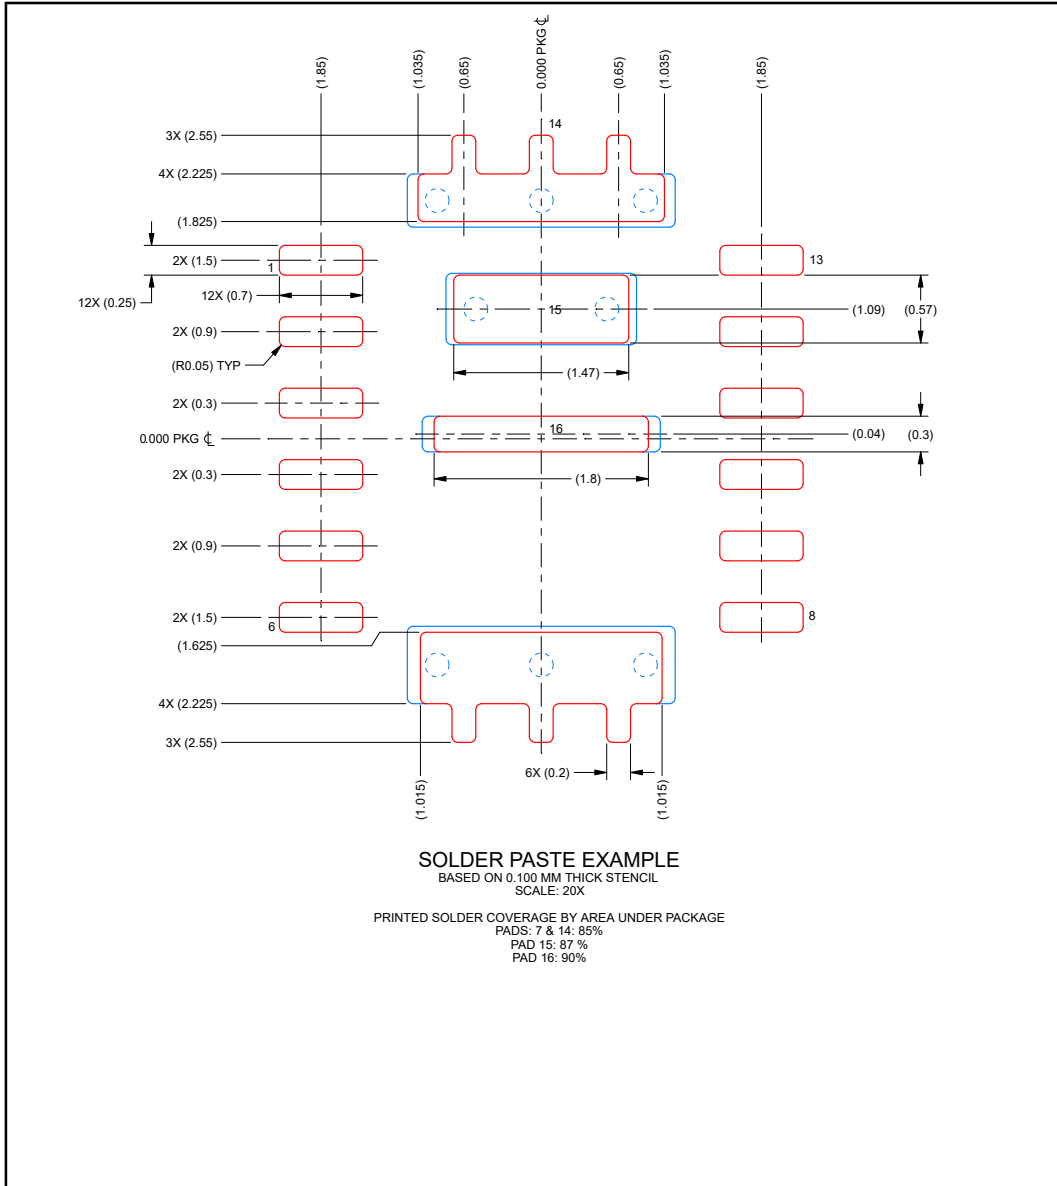 (1.85)
(1.035)
(0.65)
0.000 PKG ℄
(0.65)
(1.035)
(1.85)
14
3X (2.55)
4X (2.225)
(1.825)
2X (1.5)
1
13
12X (0.25)
12X (0.7)
15
(1.09)
(0.57)
2X (0.9)
(R0.05) TYP
(1.47)
2X (0.3)
16
0.000 PKG ℄
(0.04)
(0.3)
2X (0.3)
(1.8)
2X (0.9)
2X (1.5)
6
8
(1.625)
4X (2.225)
3X (2.55)
6X (0.2)
(1.015)
(1.015)
SOLDER PASTE EXAMPLE
BASED ON 0.100 MM THICK STENCIL
SCALE: 20X
PRINTED SOLDER COVERAGE BY AREA UNDER PACKAGE
PADS: 7 & 14: 85%
PAD 15: 87 %
PAD 16: 90%